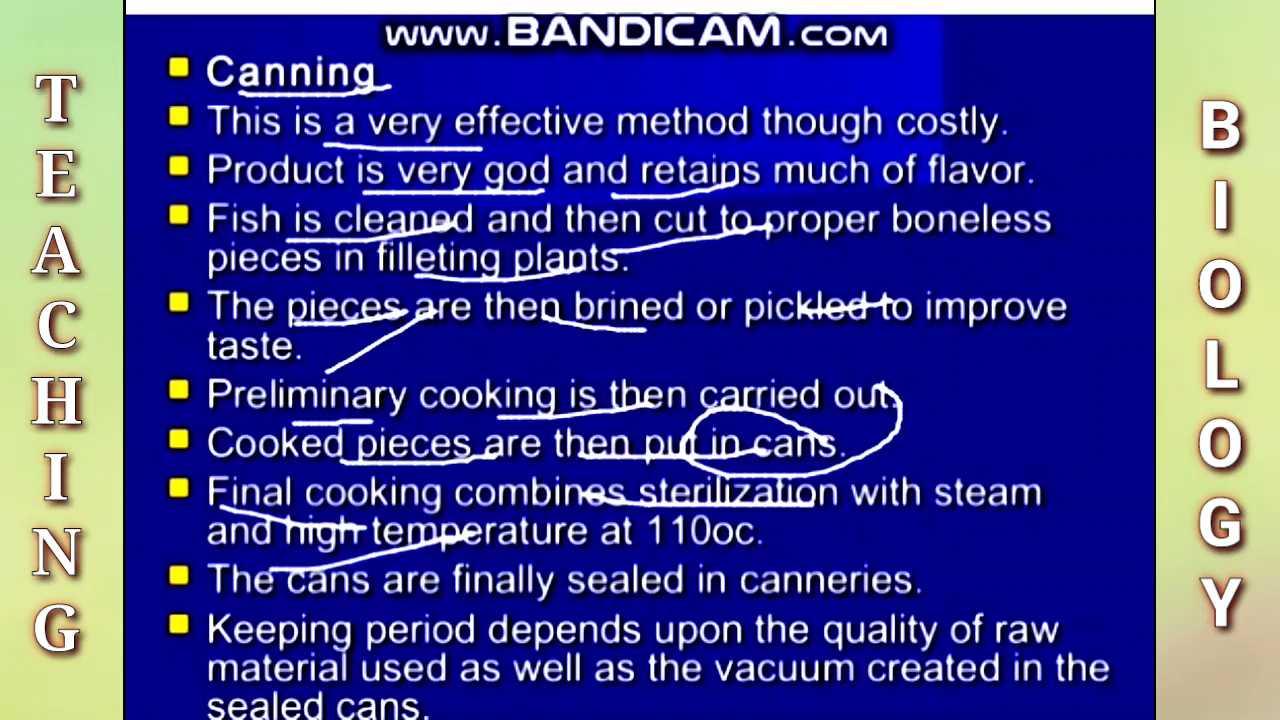 www.BANDICAM.com
TEACHING
Canning
This is a very effective method though costly.
Product is very god and retains much of flavor.
Fish is cleaned and then cut to proper boneless
pieces in filleting plants.
The pieces are then brined or pickled to improve
taste.
Preliminary cooking is then carried out.
Cooked pieces are then put in cans.
Final cooking combines sterilization with steam
and high temperature at 110oc.
The cans are finally sealed in canneries.
Keeping period depends upon the quality of raw
material used as well as the vacuum created in the
sealed cans.
BIOLOGY